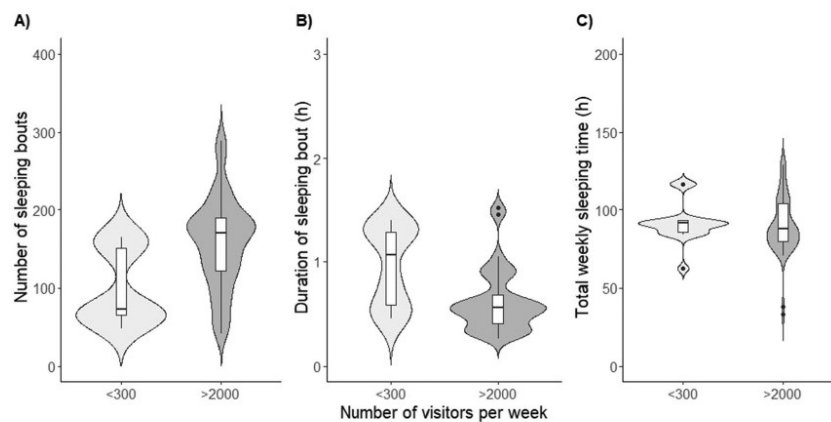 A)
Number of sleeping bouts
400
300
200
100
0
<300
>2000
B)
Duration of sleeping bout (h)
3
2
1
0
<300
>2000
C)
Total weekly sleeping time (h)
200
150
100
50
0
<300
>2000
Number of visitors per week